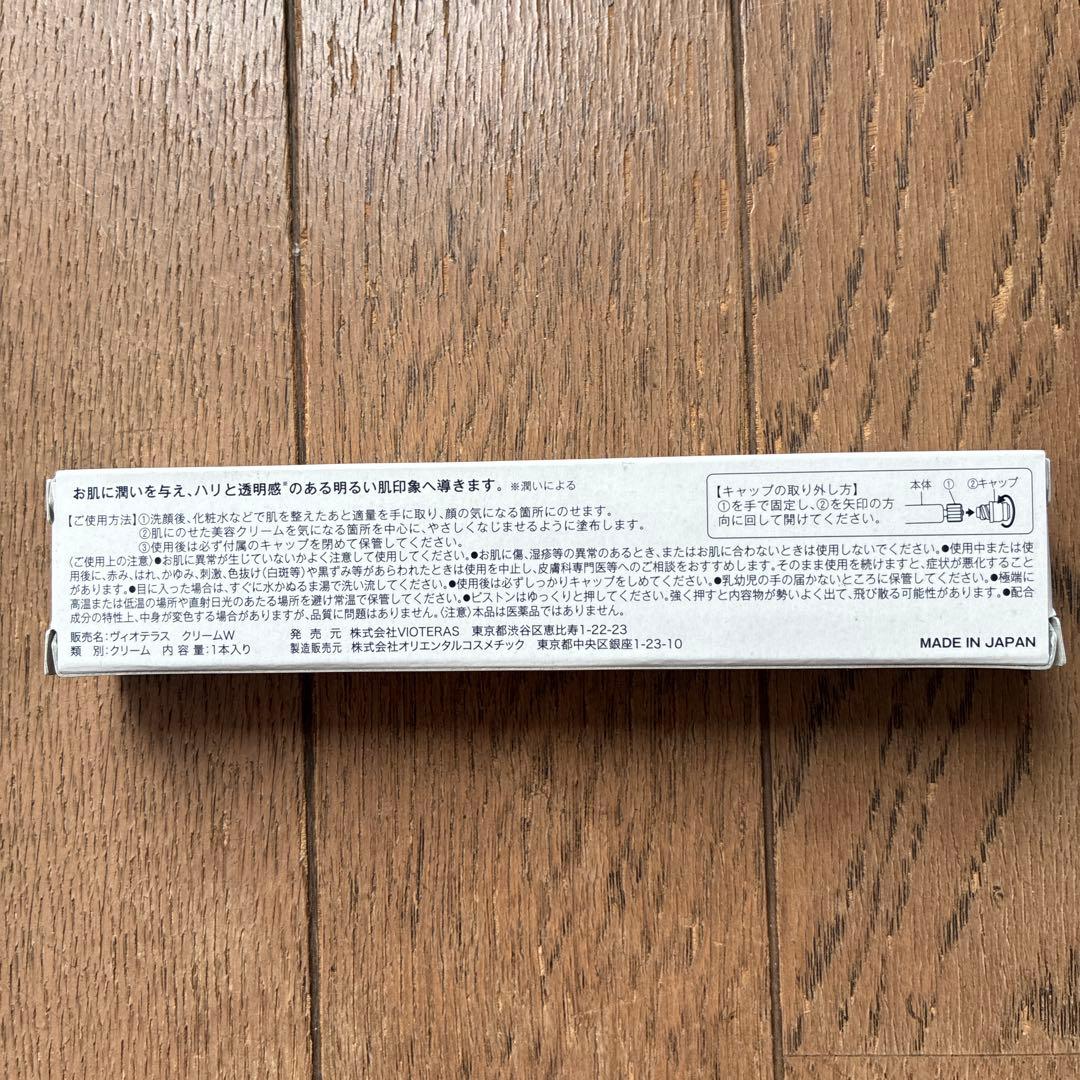 お肌に潤いを与え、ハリと透明感※のある明るい肌印象へ導きます。 ※潤いによる
【ご使用方法】①洗顔後、化粧水などで肌を整えたあと適量を手に取り、顔の気になる箇所にのせます。
②肌にのせた美容クリームを気になる箇所を中心に、やさしくなじませるように塗布します。
③使用後は必ず付属のキャップを閉めて保管してください。
【キャップの取り外し方】
①を手で固定し、②を矢印の方
向に回して開けてください。
本体 ① ②キャップ
〈ご使用上の注意〉●お肌に異常が生じていないかよく注意して使用してください。●お肌に傷、湿疹等の異常のあるとき、またはお肌に合わないときは使用しないでください。●使用中または使
用後に、赤み、はれ、かゆみ、刺激、色抜け(白斑等)や黒ずみ等があらわれたときは使用を中止し、皮膚科専門医等へのご相談をおすすめします。そのまま使用を続けますと、症状が悪化すること
があります。●目に入った場合は、すぐに水かぬるま湯で洗い流してください。●使用後は必ずしっかりキャップをしめてください。●乳幼児の手の届かないところに保管してください。●極端に
高温または低温の場所や直射日光のあたる場所を避け常温で保管してください。●ピストンはゆっくりと押してください。強く押すと内容物が勢いよく出て、飛び散る可能性があります。●配合
成分の特性上、中身が変色する場合がありますが、品質に問題はありません。〈注意〉本品は医薬品ではありません。
販売名:ヴィオテラス クリームW 発売元 株式会社VIOTERAS 東京都渋谷区恵比寿1-22-23
類 別:クリーム 内容量:1本入り 製造販売元 株式会社オリエンタルコスメチック 東京都中央区銀座1-23-10
MADE IN JAPAN